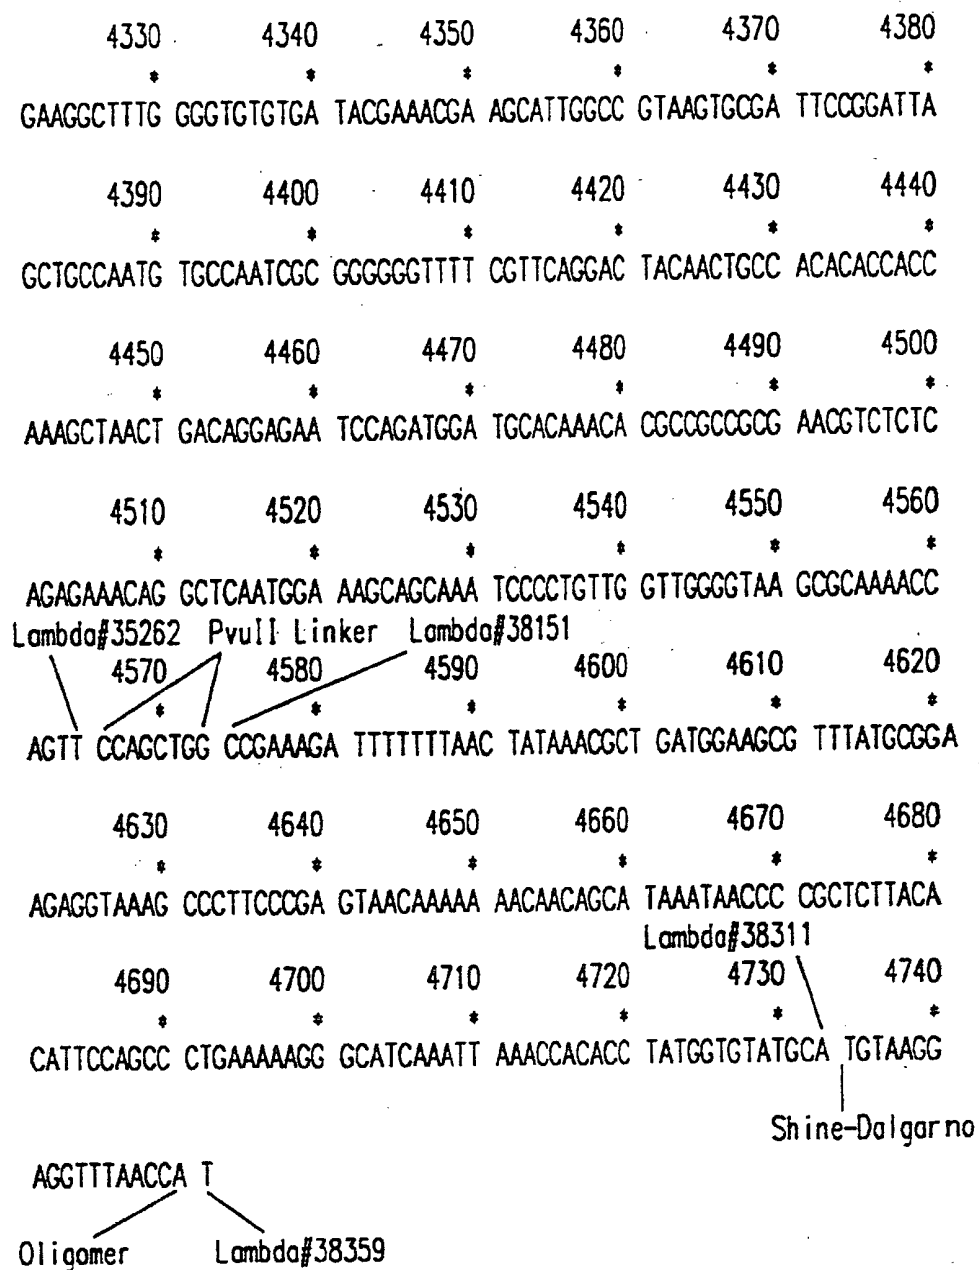 4330 4340 4350 4360 4370 4380
* * * * * *
GAAGGCTTTG GGGTGTGTGA TACGAAACGA AGCATTGGCC GTAAGTGCGA TTCCGGATTA
4390 4400 4410 4420 4430 4440
* * * * * *
GCTGCCAATG TGCCAATCGC GGGGGGTTTT CGTTCAGGAC TACAACTGCC ACACACCACC
4450 4460 4470 4480 4490 4500
* * * * * *
AAAGCTAACT GACAGGAGAA TCCAGATGGA TGCACAAACA CGCCGCCGCG AACGTCTCTC
4510 4520 4530 4540 4550 4560
* * * * * *
AGAGAAACAG GCTCAATGGA AAGCAGCAAA TCCCCTGTTG GTTGGGGTAA GCGCAAAACC
Lambda#35262 PvuII Linker Lambda#38151
4570 4580 4590 4600 4610 4620
* * * * * *
AGTT CCAGCTGG CCGAAAGA TTTTTTTAAC TATAAACGCT GATGGAAGCG TTTATGCGGA
4630 4640 4650 4660 4670 4680
* * * * * *
AGAGGTAAAG CCCTTCCCGA GTAACAAAAA AACAACAGCA TAAATAACCC CGCTCTTACA
Lambda#38311
4690 4700 4710 4720 4730 4740
* * * * * *
CATTCCAGCC CTGAAAAAGG GCATCAAATT AAACCACACC TATGGTGTATGCA TGTAAGG
Shine-Dalgarno
AGGTTTAACCA T
Oligomer Lambda#38359